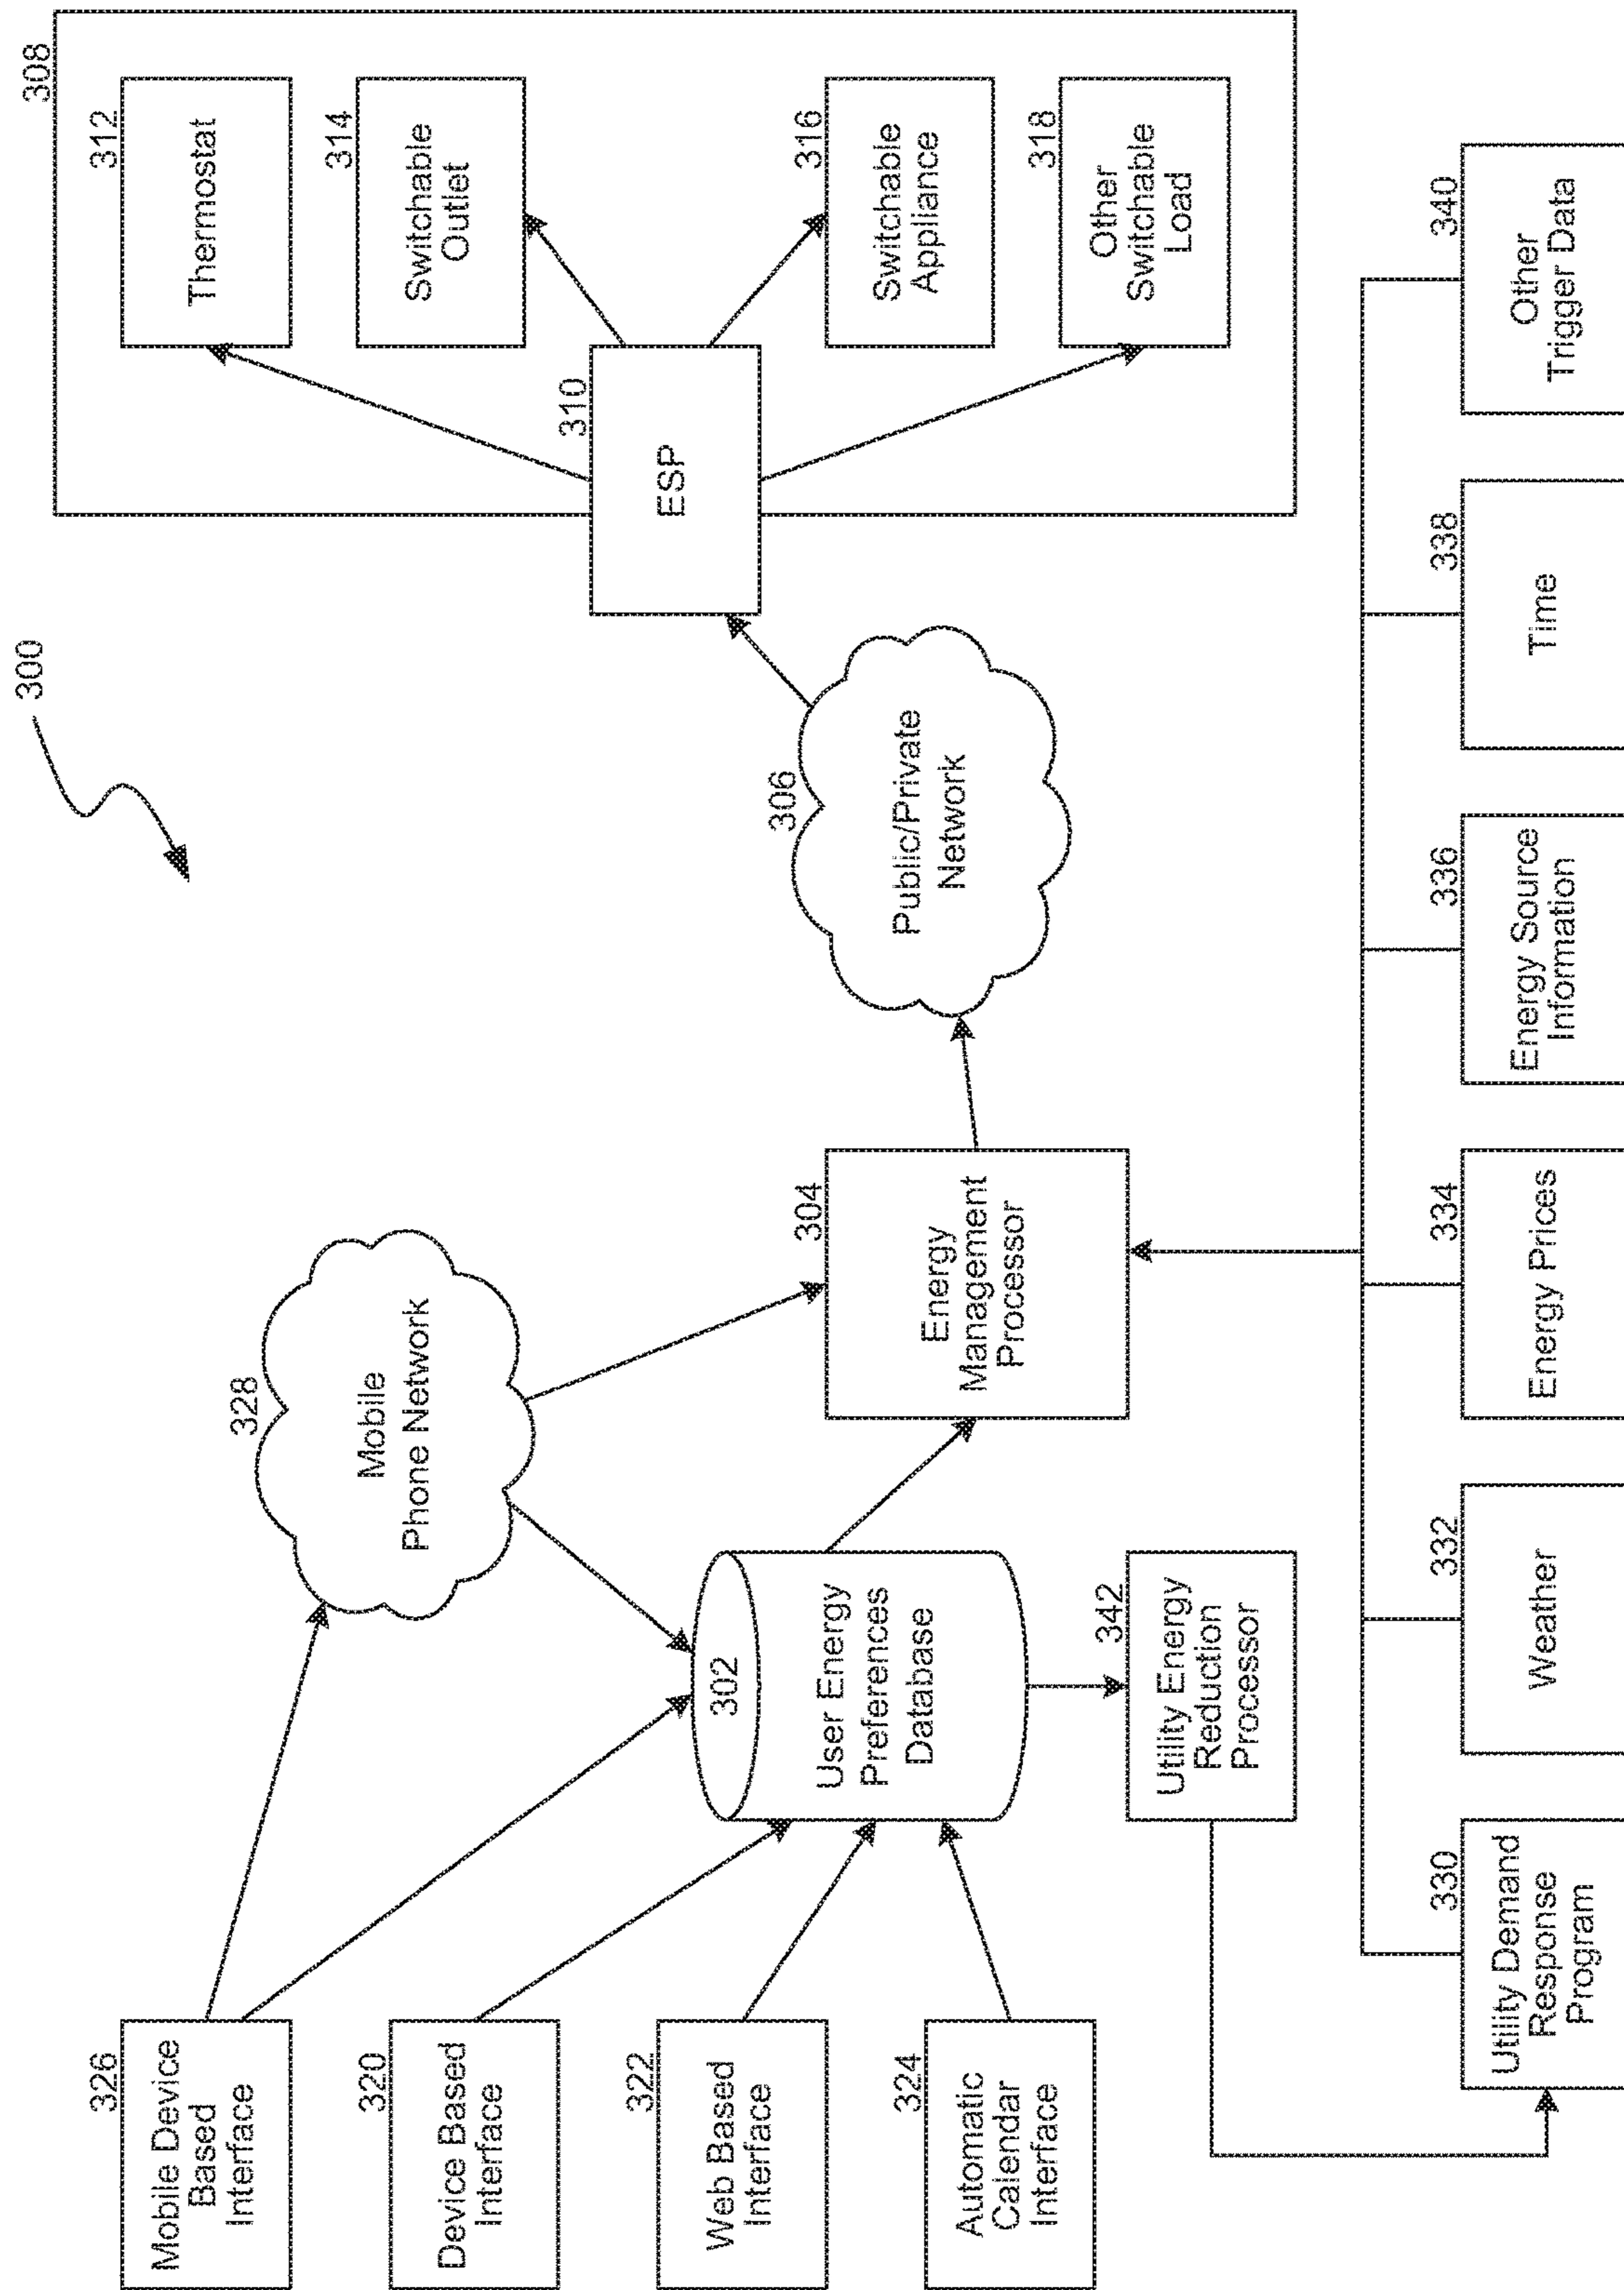 300
308
326
Mobile Device
Based
Interface
320
Device Based
Interface
322
Web Based
Interface
324
Automatic
Calendar
Interface
328
Mobile
Phone Network
302
User Energy
Preferences
Database
342
Utility Energy
Reduction
Processor
304
Energy
Management
Processor
306
Public/Private
Network
310
ESP
312
Thermostat
314
Switchable
Outlet
316
Switchable
Appliance
318
Other
Switchable
Load
330
Utility Demand
Response
Program
332
Weather
334
Energy Prices
336
Energy Source
Information
338
Time
340
Other
Trigger Data